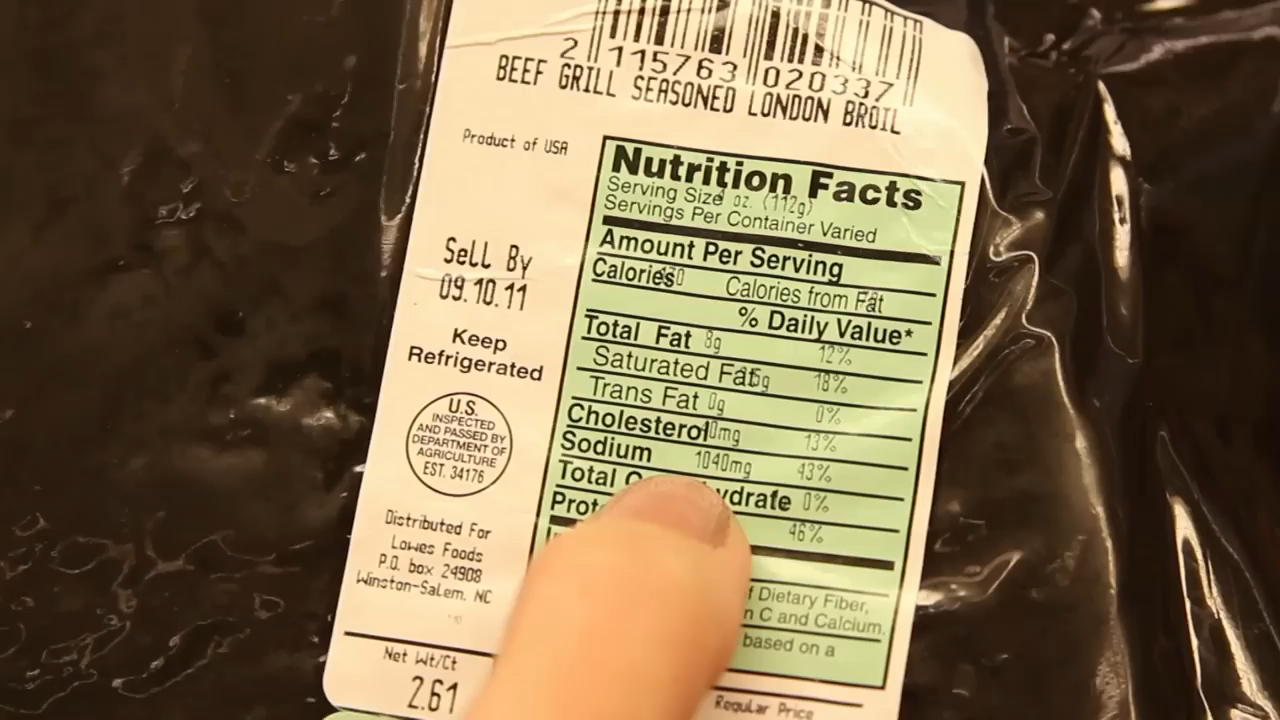 2 115763 020337
BEEF GRILL SEASONED LONDON BROIL
Product of USA
Sell By
09.10.11
Keep
Refrigerated
U.S.
INSPECTED
AND PASSED BY
DEPARTMENT OF
AGRICULTURE
EST. 34176
Distributed For
Lowes Foods
P.O. box 24908
Winston-Salem, NC
Net Wt/Ct
2.61
Nutrition Facts
Serving Size oz. (112g)
Servings Per Container Varied
Amount Per Serving
Calories
Calories from Fat
% Daily Value*
Total Fat 8g 12%
Saturated Fat 18%
Trans Fat 0g 0%
Cholesterol 13%
Sodium 1040mg 43%
Total 0%
46%
Dietary Fiber,
C and Calcium.
based on a
Regular Price